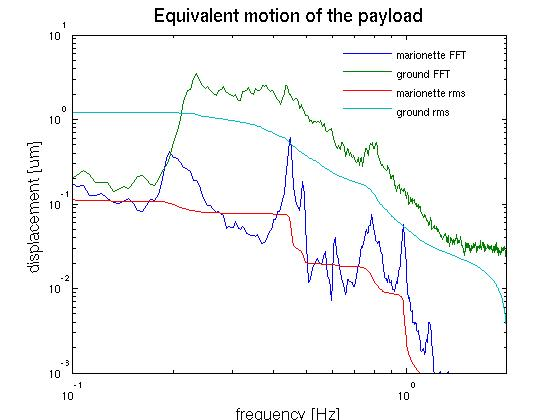 Equivalent motion of the payload
marionette FFT
ground FFT
marionette rms
ground rms
displacement [um]
10^1
10^0
10^-1
10^-2
10^-3
10^-1
10^0
frequency [Hz]